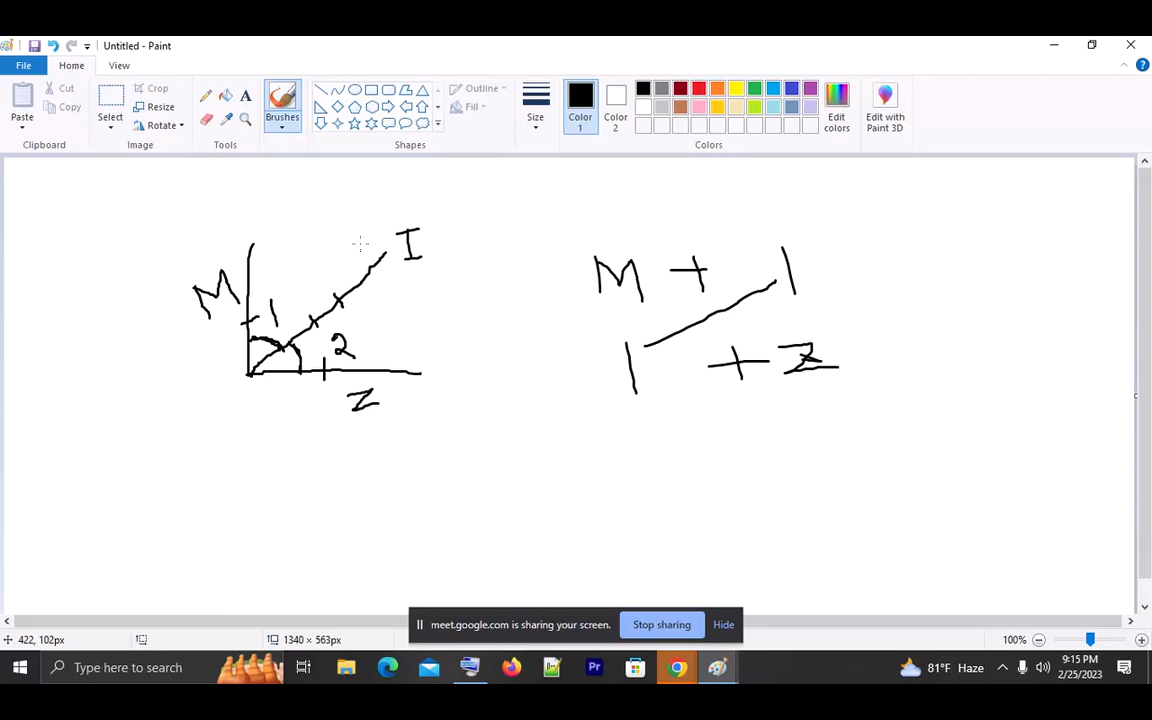 Untitled - Paint
File Home View
Paste
Cut
Copy
Clipboard
Select
Crop
Resize
Rotate
Image
Tools
Brushes
Shapes
Outline
Fill
Size
Color 1
Color 2
Edit colors
Colors
Edit with Paint 3D
I
M
1
2
Z
M + 1
1 + Z
meet.google.com is sharing your screen. Stop sharing Hide
422, 102px 1340 × 563px 100%
Type here to search
81°F Haze
9:15 PM
2/25/2023